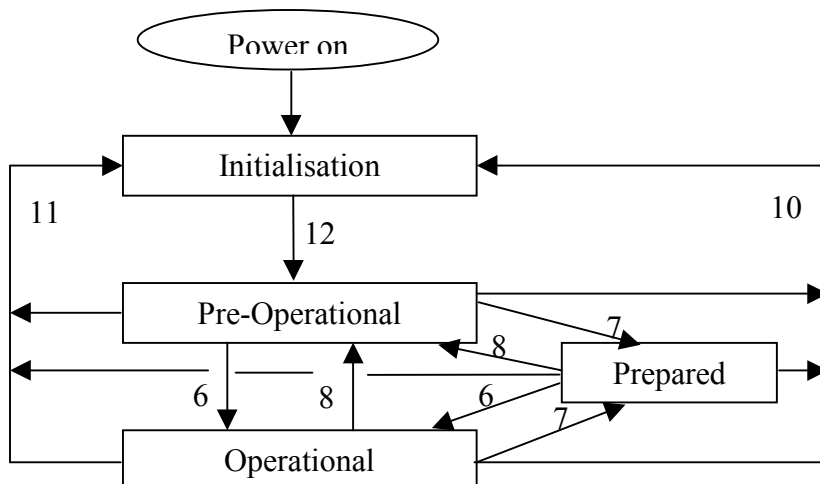 Power on
Initialisation
11
10
12
Pre-Operational
7
8
Prepared
6
8
6
7
Operational